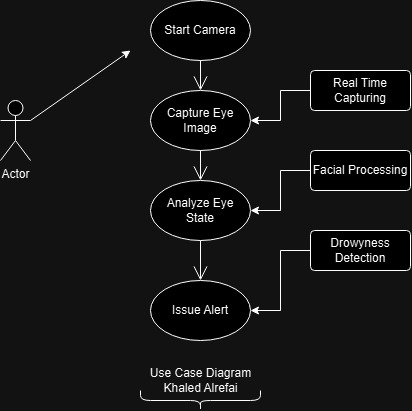 Start Camera
Real Time
Capturing
Capture Eye
Image
Actor
Facial Processing
Analyze Eye
State
Drowyness
Detection
Issue Alert
Use Case Diagram
Khaled Alrefai